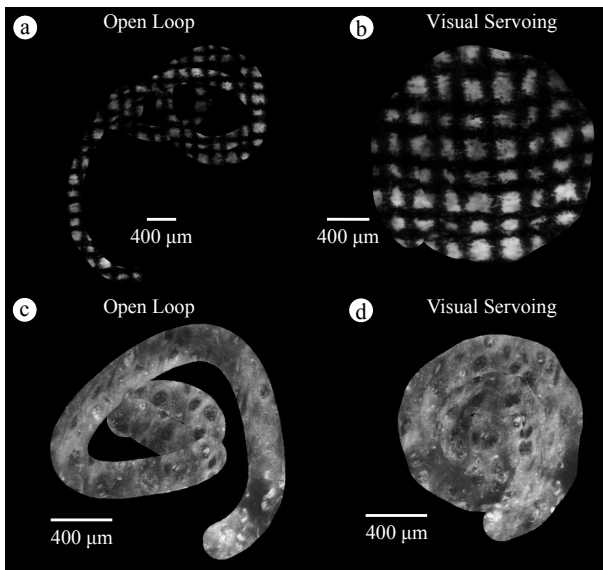 a
Open Loop
b
Visual Servoing
400 μm
400 μm
c
Open Loop
d
Visual Servoing
400 μm
400 μm